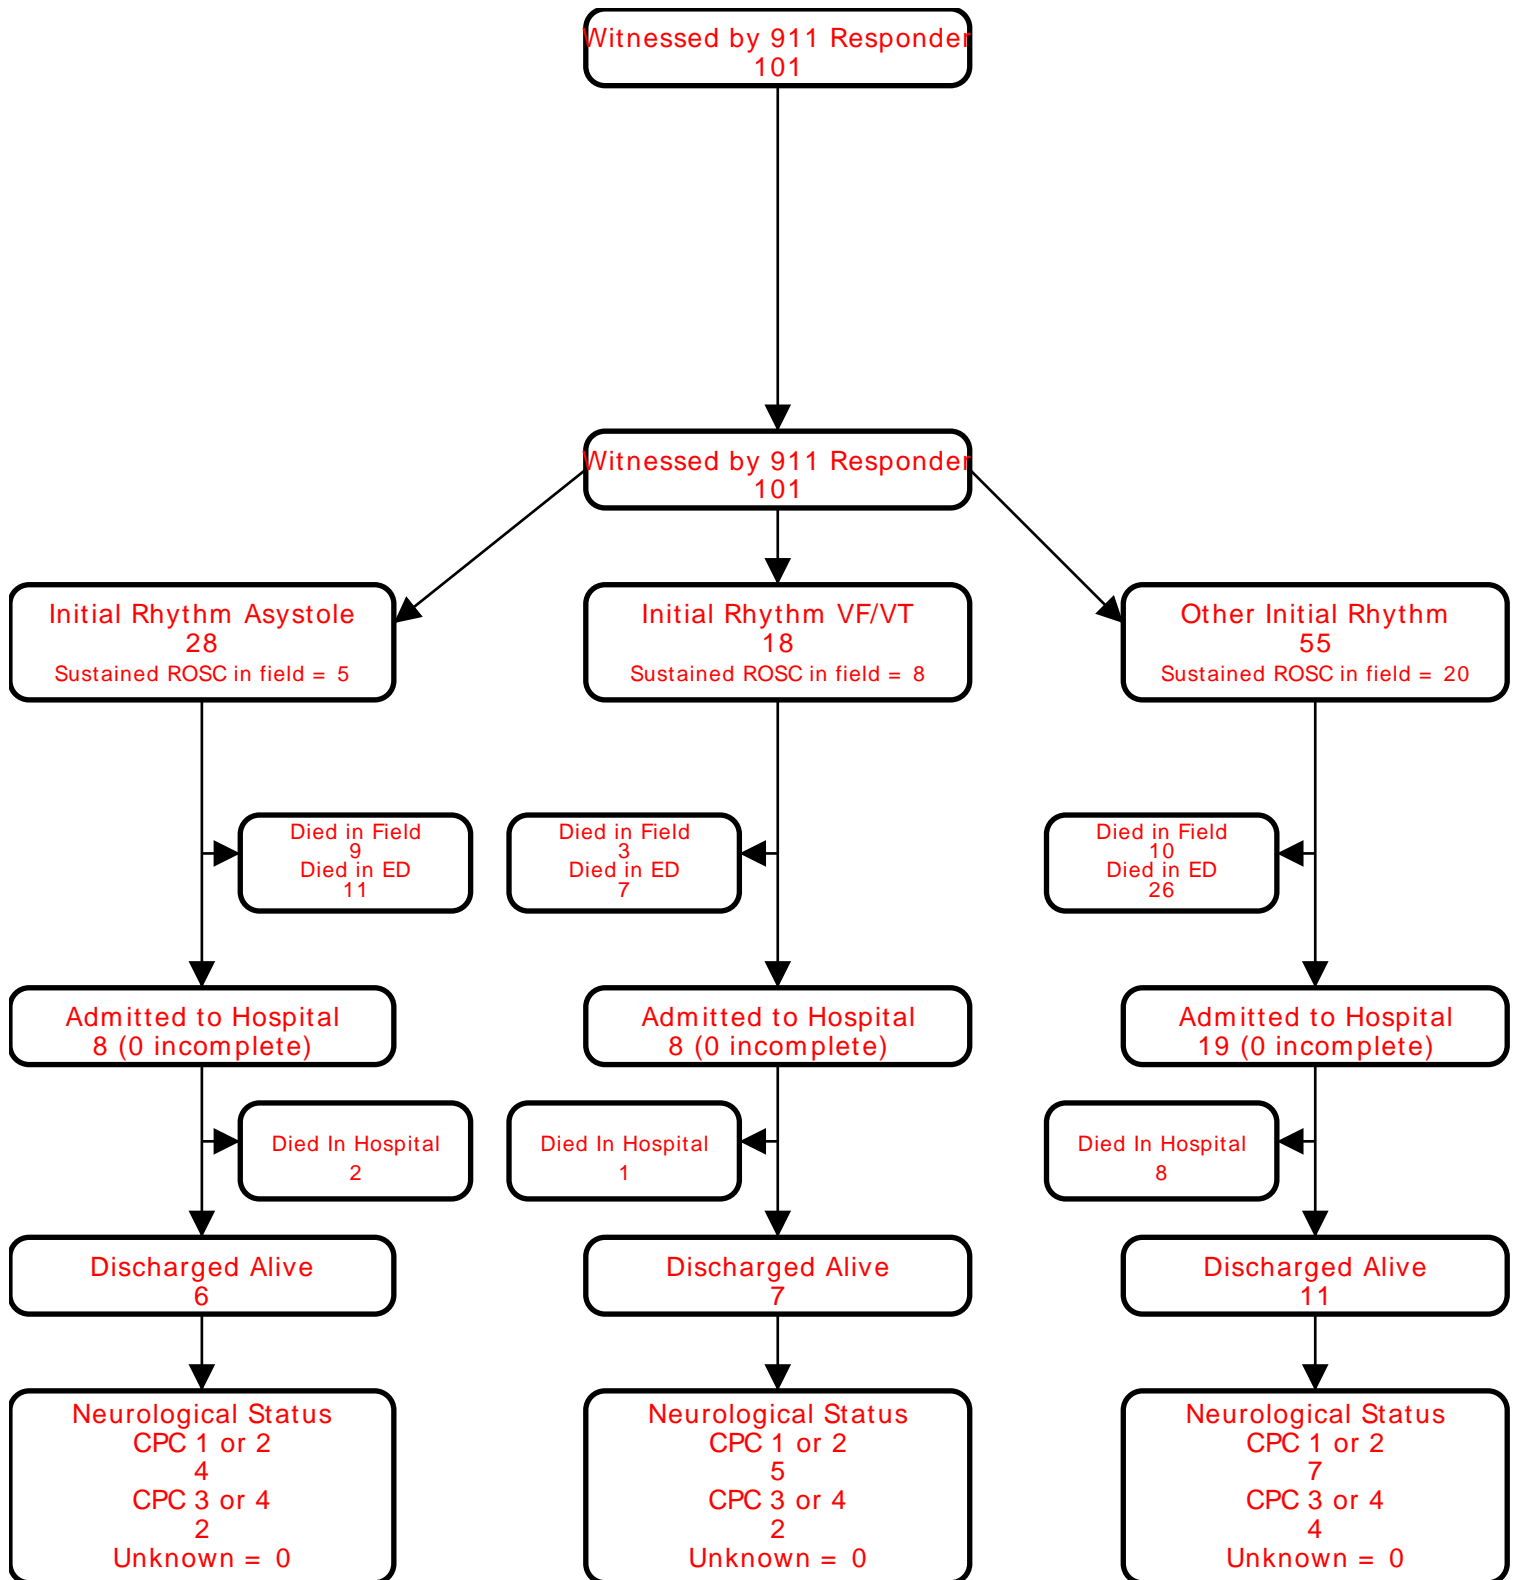 Witnessed by 911 Responder
101
Witnessed by 911 Responder
101
Initial Rhythm Asystole
28
Sustained ROSC in field = 5
Initial Rhythm VF/VT
18
Sustained ROSC in field = 8
Other Initial Rhythm
55
Sustained ROSC in field = 20
Died in Field
9
Died in ED
11
Died in Field
3
Died in ED
7
Died in Field
10
Died in ED
26
Admitted to Hospital
8 (0 incomplete)
Admitted to Hospital
8 (0 incomplete)
Admitted to Hospital
19 (0 incomplete)
Died In Hospital
2
Died In Hospital
1
Died In Hospital
8
Discharged Alive
6
Discharged Alive
7
Discharged Alive
11
Neurological Status
CPC 1 or 2
4
CPC 3 or 4
2
Unknown = 0
Neurological Status
CPC 1 or 2
5
CPC 3 or 4
2
Unknown = 0
Neurological Status
CPC 1 or 2
7
CPC 3 or 4
4
Unknown = 0